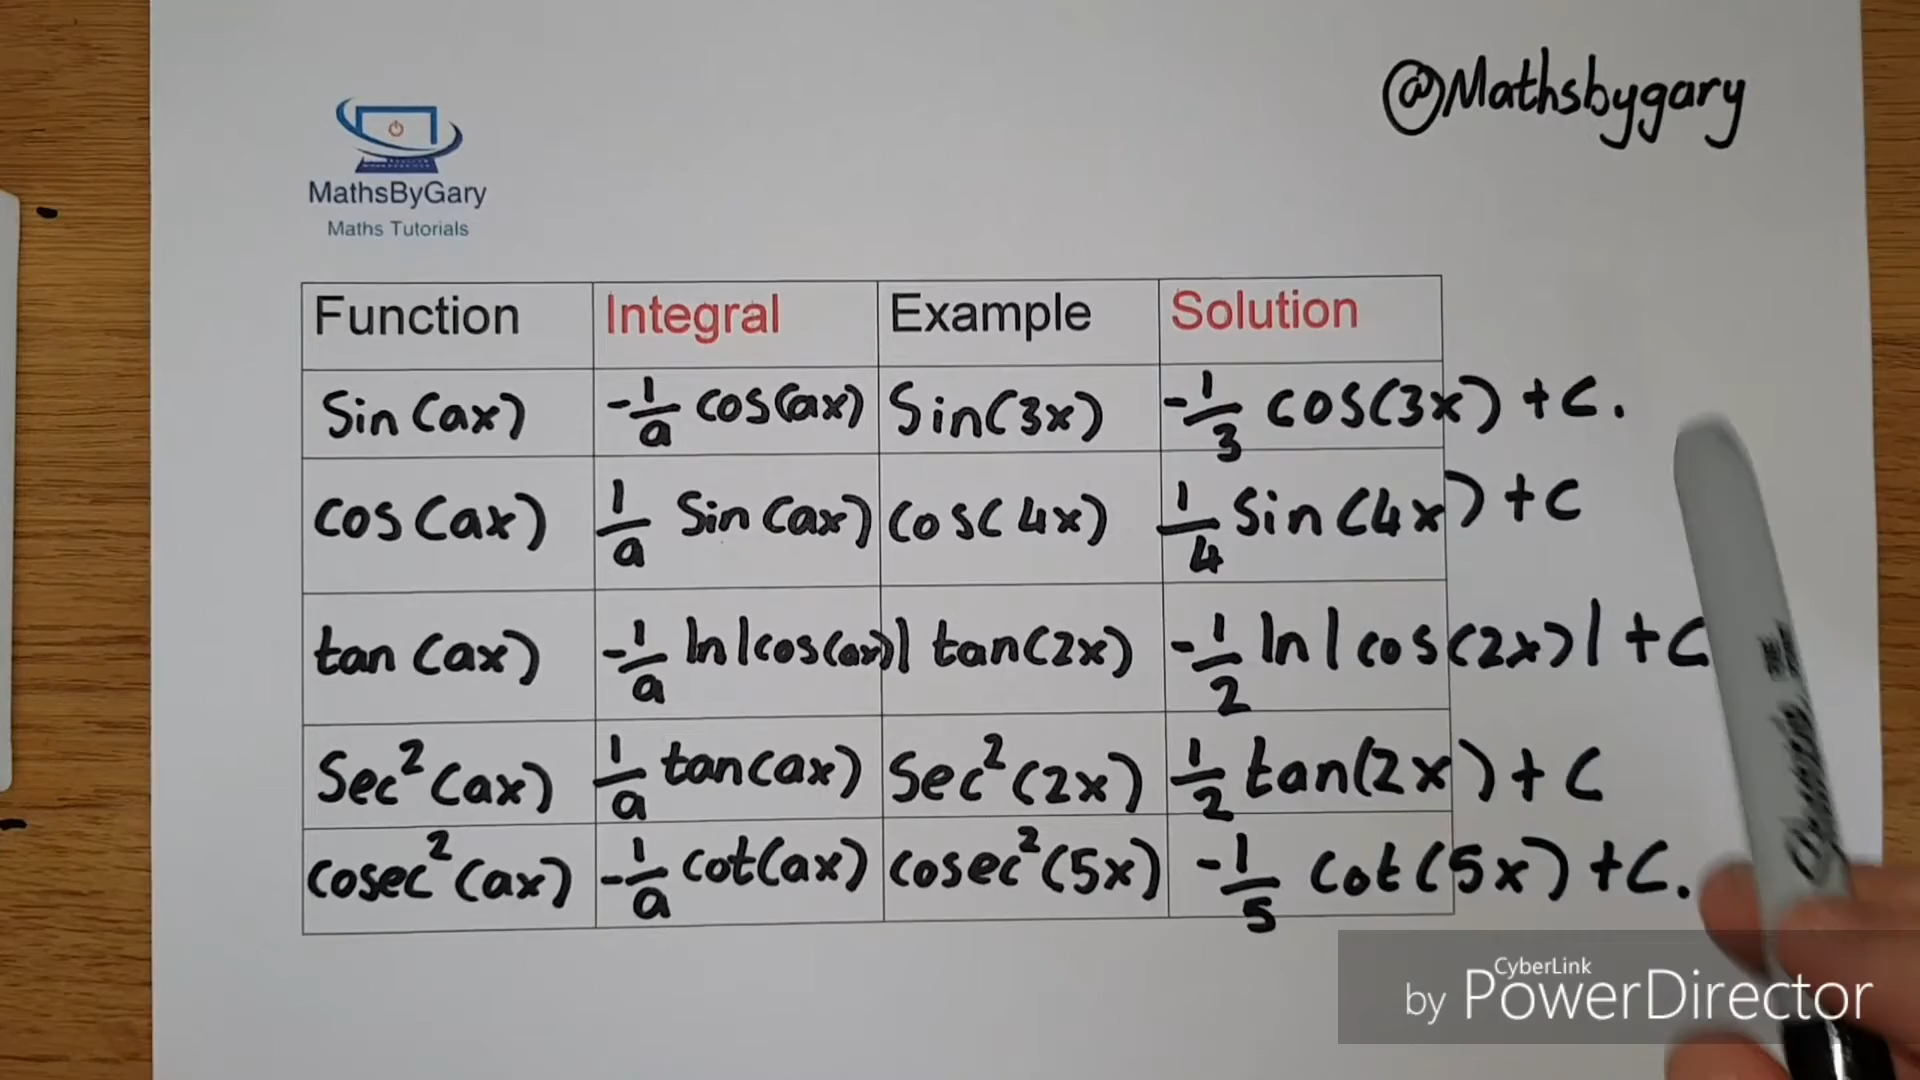 @Mathsbygary
MathsByGary
Maths Tutorials
Function Integral Example Solution
Sin(ax) -1/a cos(ax) Sin(3x) -1/3 cos(3x) + C.
cos(ax) 1/a Sin(ax) cos(4x) 1/4 Sin(4x) + C
tan(ax) -1/a ln|cos(ax)| tan(2x) -1/2 ln|cos(2x)| + C
Sec²(ax) 1/a tan(ax) Sec²(2x) 1/2 tan(2x) + C
cosec²(ax) -1/a cot(ax) cosec²(5x) -1/5 cot(5x) + C.
CyberLink
by PowerDirector